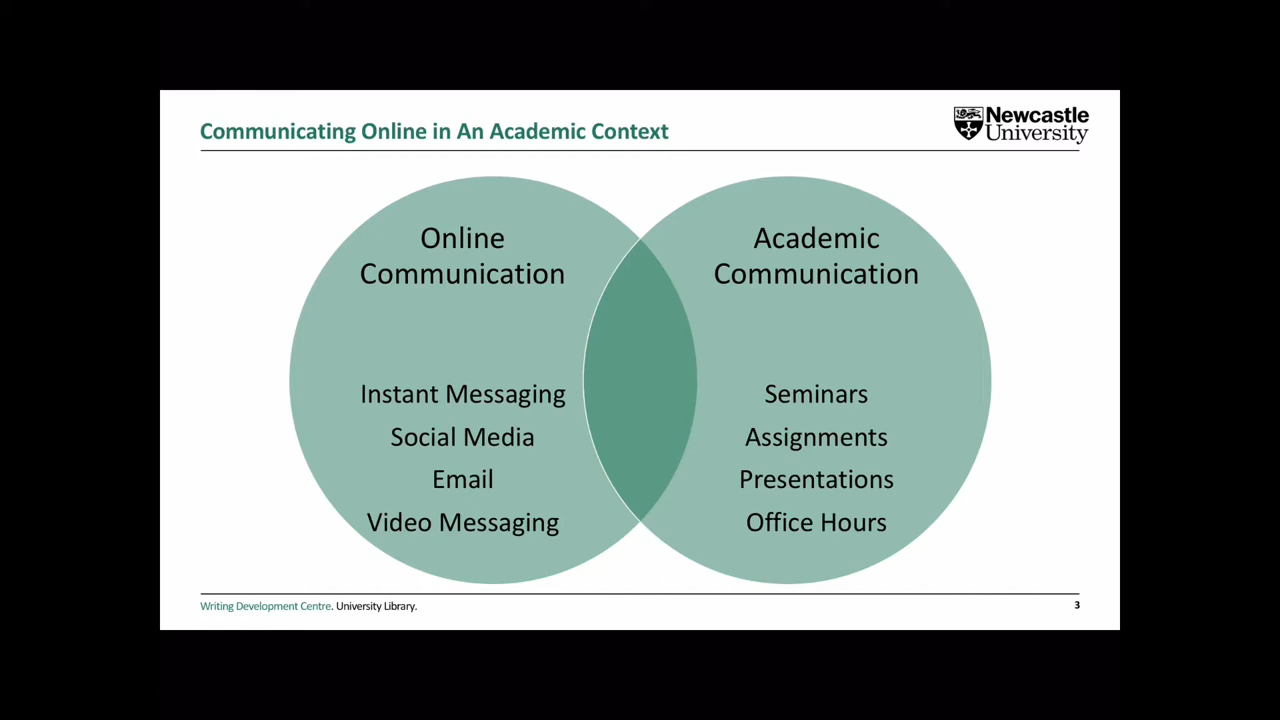 Communicating Online in An Academic Context
Newcastle
University
Online
Communication
Instant Messaging
Social Media
Email
Video Messaging
Academic
Communication
Seminars
Assignments
Presentations
Office Hours
Writing Development Centre. University Library.
3